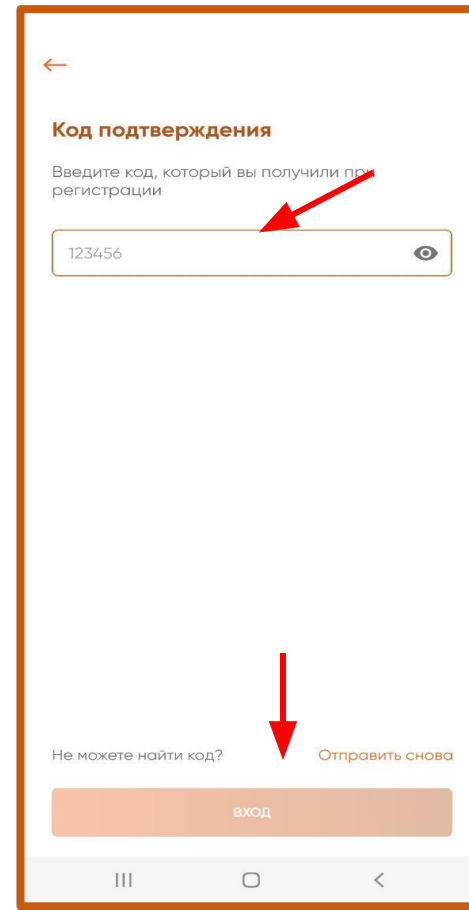 Код подтверждения
Введите код, который вы получили при
регистрации
123456
Не можете найти код? Отправить снова
ВХОД